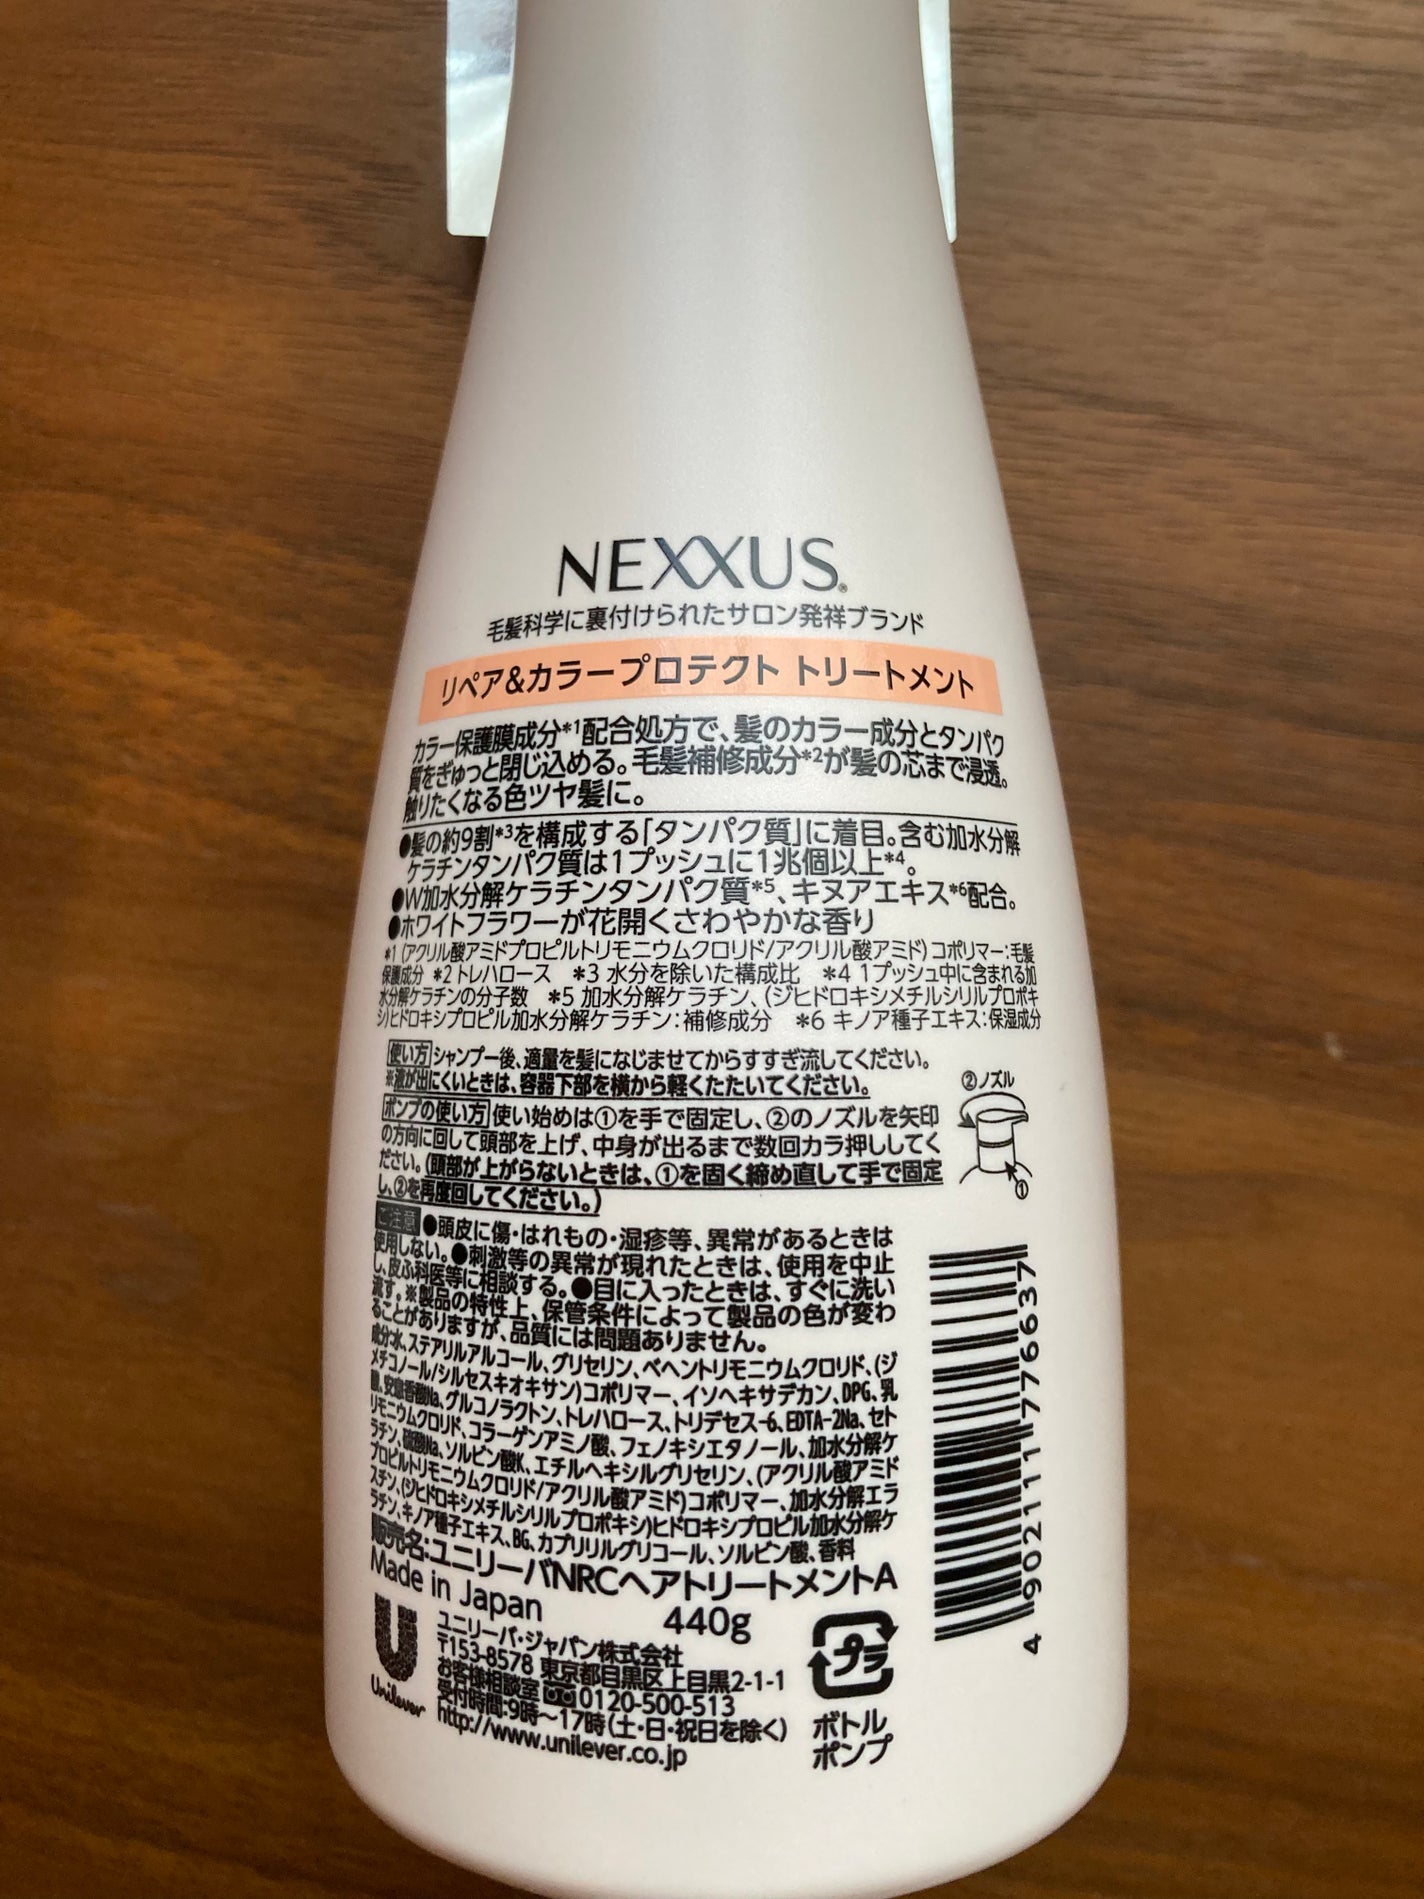 NEXXUS®
毛髪科学に裏付けられたサロン発祥ブランド
リペア&カラープロテクト トリートメント
カラー保護膜成分*1配合処方で、髪のカラー成分とタンパク
質をぎゅっと閉じ込める。毛髪補修成分*2が髪の芯まで浸透。
触りたくなる色ツヤ髪に。
●髪の約9割*3を構成する「タンパク質」に着目。含む加水分解
ケラチンタンパク質は1プッシュに1兆個以上*4。
●W加水分解ケラチンタンパク質*5、キヌアエキス*6配合。
●ホワイトフラワーが花開くさわやかな香り
*1 (アクリル酸アミドプロピルトリモニウムクロリド/アクリル酸アミド)コポリマー:毛髪
保護成分 *2 トレハロース *3 水分を除いた構成比 *4 1プッシュ中に含まれる加
水分解ケラチンの分子数 *5 加水分解ケラチン、(ジヒドロキシメチルシリルプロポキ
シ)ヒドロキシプロピル加水分解ケラチン:補修成分 *6 キノア種子エキス:保湿成分
使い方 シャンプー後、適量を髪になじませてからすすぎ流してください。
※液が出にくいときは、容器下部を横から軽くたたいてください。
ポンプの使い方 使い始めは①を手で固定し、②のノズルを矢印
の方向に回して頭部を上げ、中身が出るまで数回カラ押ししてく
ださい。(頭部が上がらないときは、①を固く締め直して手で固定
し、②を再度回してください。)
②ノズル
①
ご注意 ●頭皮に傷・はれもの・湿疹等、異常があるときは
使用しない。●刺激等の異常が現れたときは、使用を中止
し、皮ふ科医等に相談する。●目に入ったときは、すぐに洗い
流す。※製品の特性上、保管条件によって製品の色が変わ
ることがありますが、品質には問題ありません。
成分:水、ステアリルアルコール、グリセリン、ベヘントリモニウムクロリド、(ジ
メチコノール/シルセスキオキサン)コポリマー、イソヘキサデカン、DPG、乳
酸、安息香酸Na、グルコノラクトン、トレハロース、トリデセス-6、EDTA-2Na、セト
リモニウムクロリド、コラーゲンアミノ酸、フェノキシエタノール、加水分解ケ
ラチン、硫酸Na、ソルビン酸K、エチルヘキシルグリセリン、(アクリル酸アミド
プロピルトリモニウムクロリド/アクリル酸アミド)コポリマー、加水分解エラ
スチン、(ジヒドロキシメチルシリルプロポキシ)ヒドロキシプロピル加水分解ケ
ラチン、キノア種子エキス、BG、カプリリルグリコール、ソルビン酸、香料
販売名:ユニリーバNRCヘアトリートメントA
Made in Japan 440g
Unilever
ユニリーバ・ジャパン株式会社
〒153-8578 東京都目黒区上目黒2-1-1
お客様相談室 0120-500-513
受付時間:9時～17時(土・日・祝日を除く)
http://www.unilever.co.jp
プラ
ボトル
ポンプ
4902111776637